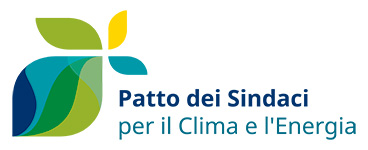 Patto dei Sindaci
per il Clima e l'Energia